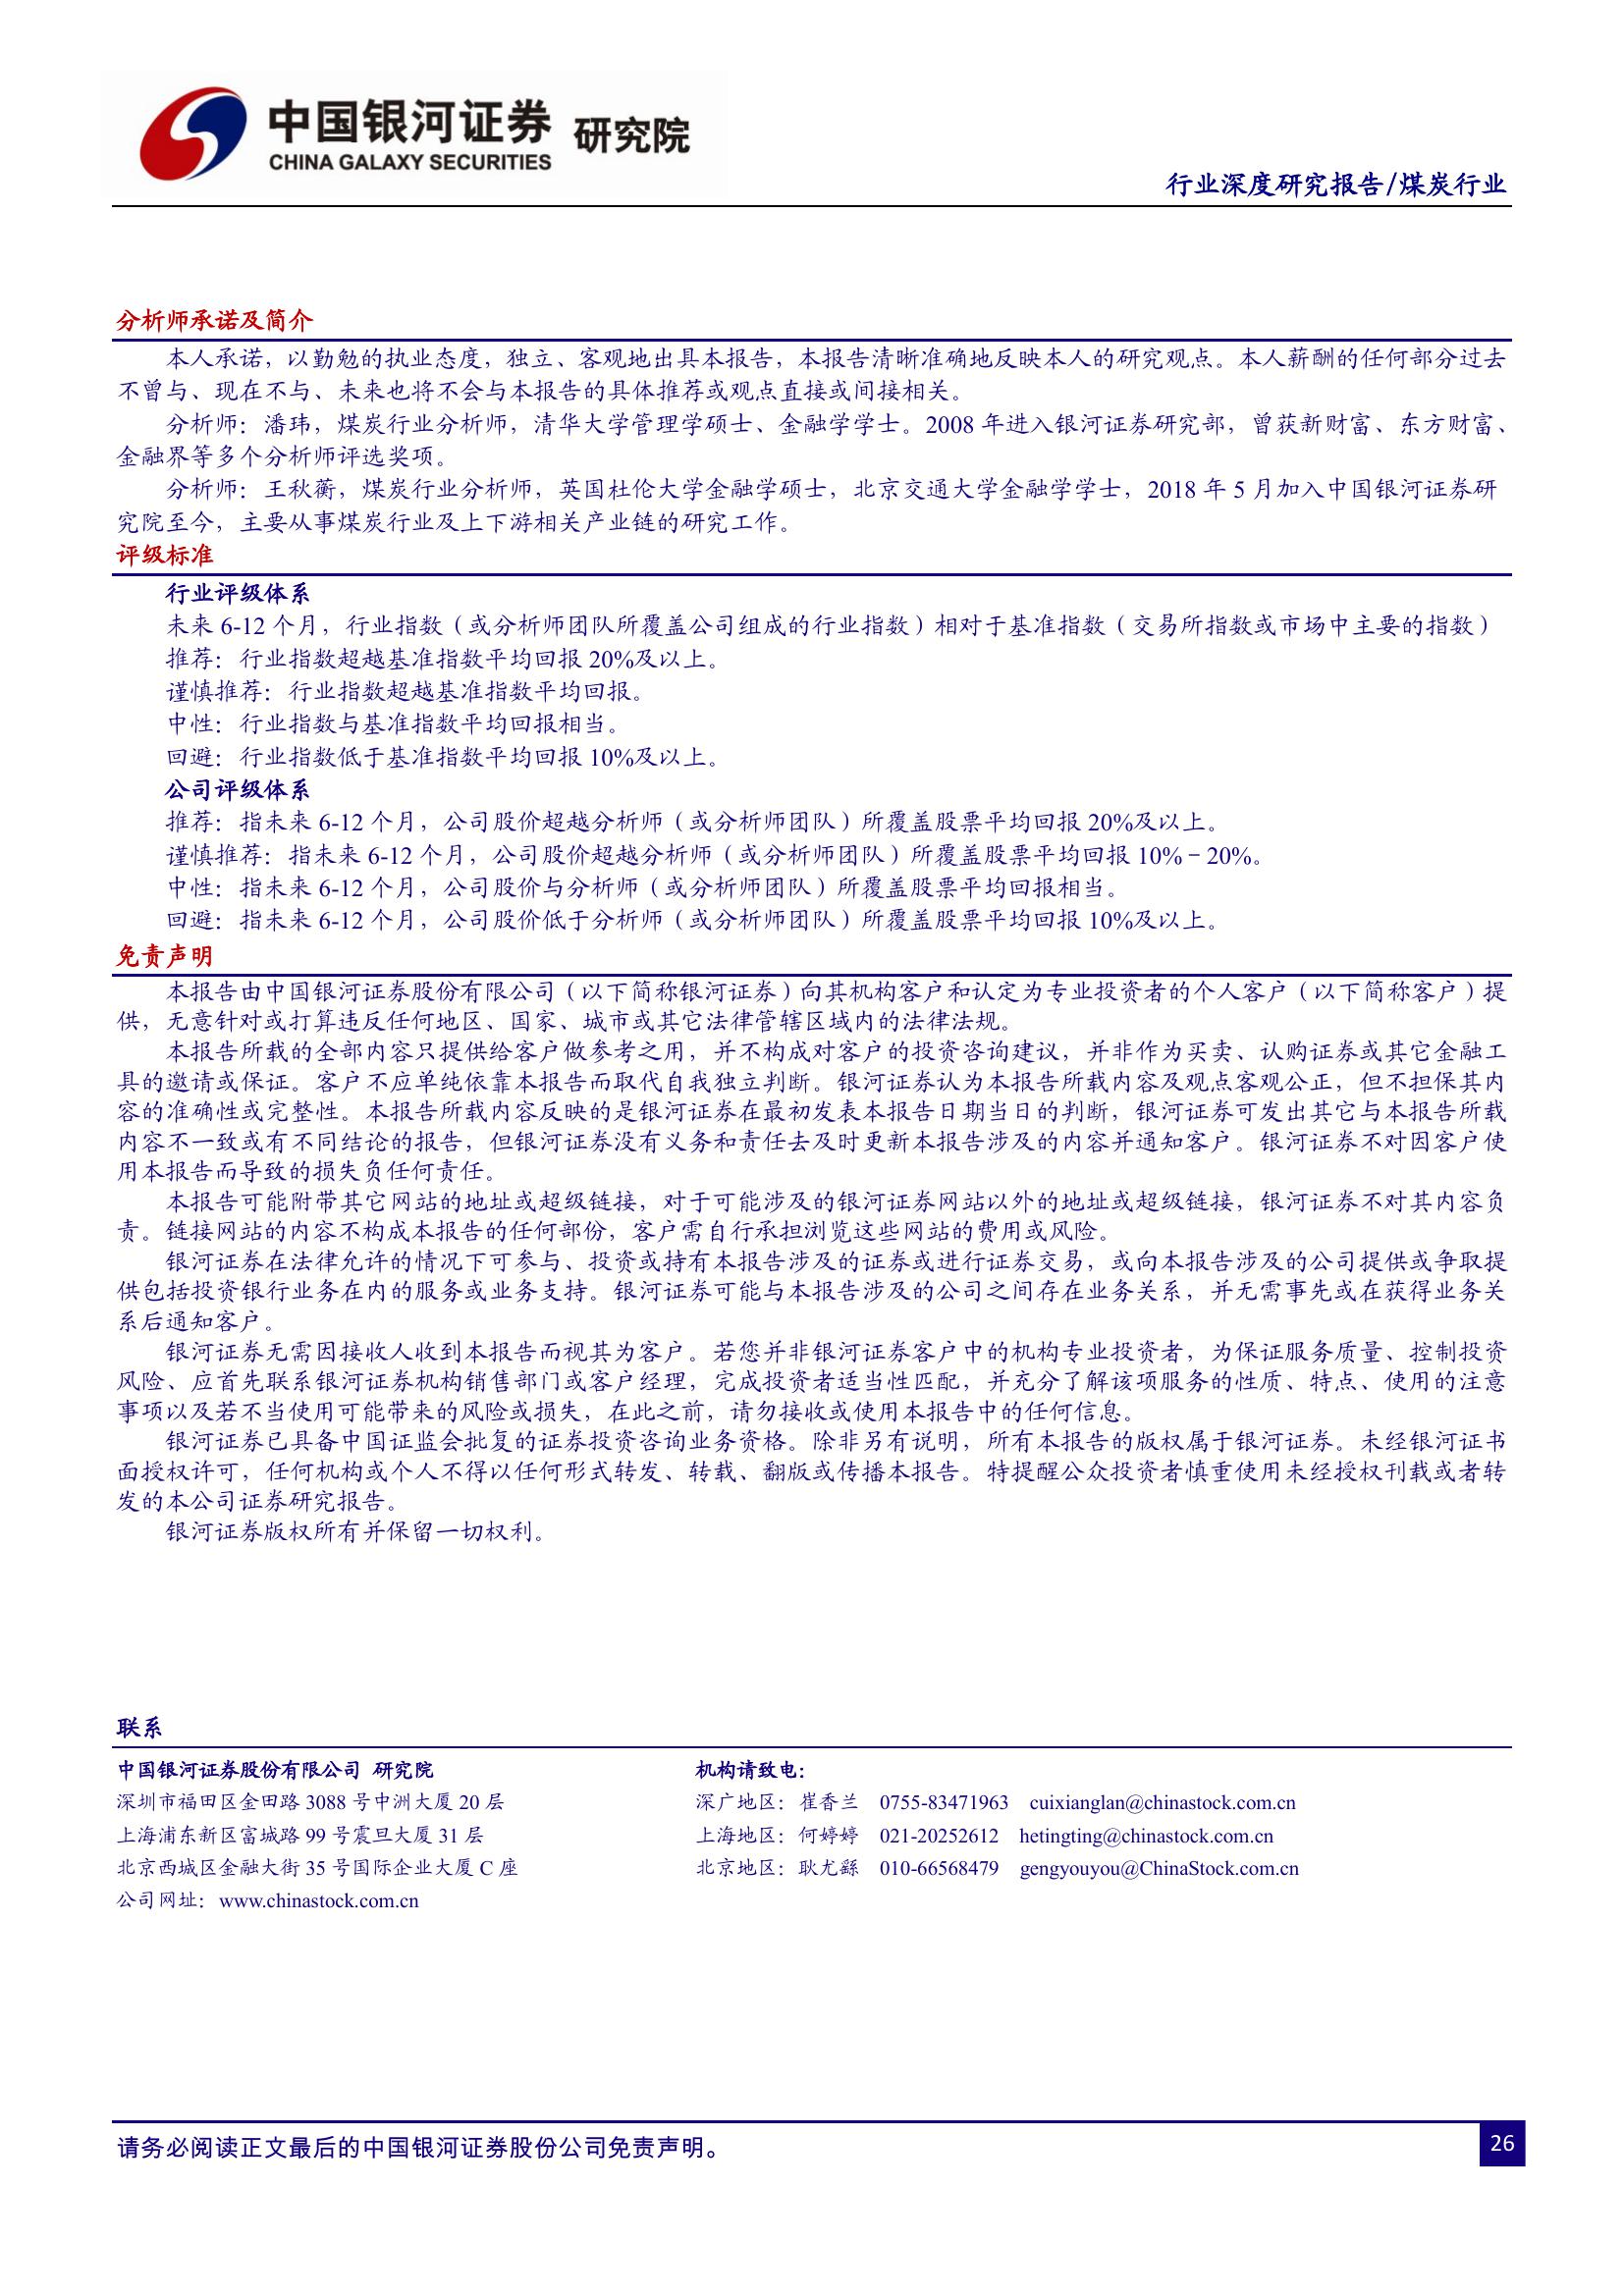 中国银河证券 研究院
CHINA GALAXY SECURITIES
行业深度研究报告/煤炭行业
分析师承诺及简介
本人承诺，以勤勉的执业态度，独立、客观地出具本报告，本报告清晰准确地反映本人的研究观点。本人薪酬的任何部分过去
不曾与、现在不与、未来也将不会与本报告的具体推荐或观点直接或间接相关。
分析师：潘玮，煤炭行业分析师，清华大学管理学硕士、金融学学士。2008 年进入银河证券研究部，曾获新财富、东方财富、
金融界等多个分析师评选奖项。
分析师：王秋蘅，煤炭行业分析师，英国杜伦大学金融学硕士，北京交通大学金融学学士，2018 年 5 月加入中国银河证券研
究院至今，主要从事煤炭行业及上下游相关产业链的研究工作。
评级标准
行业评级体系
未来 6-12 个月，行业指数（或分析师团队所覆盖公司组成的行业指数）相对于基准指数（交易所指数或市场中主要的指数）
推荐：行业指数超越基准指数平均回报 20%及以上。
谨慎推荐：行业指数超越基准指数平均回报。
中性：行业指数与基准指数平均回报相当。
回避：行业指数低于基准指数平均回报 10%及以上。
公司评级体系
推荐：指未来 6-12 个月，公司股价超越分析师（或分析师团队）所覆盖股票平均回报 20%及以上。
谨慎推荐：指未来 6-12 个月，公司股价超越分析师（或分析师团队）所覆盖股票平均回报 10%－20%。
中性：指未来 6-12 个月，公司股价与分析师（或分析师团队）所覆盖股票平均回报相当。
回避：指未来 6-12 个月，公司股价低于分析师（或分析师团队）所覆盖股票平均回报 10%及以上。
免责声明
本报告由中国银河证券股份有限公司（以下简称银河证券）向其机构客户和认定为专业投资者的个人客户（以下简称客户）提
供，无意针对或打算违反任何地区、国家、城市或其它法律管辖区域内的法律法规。
本报告所载的全部内容只提供给客户做参考之用，并不构成对客户的投资咨询建议，并非作为买卖、认购证券或其它金融工
具的邀请或保证。客户不应单纯依靠本报告而取代自我独立判断。银河证券认为本报告所载内容及观点客观公正，但不担保其内
容的准确性或完整性。本报告所载内容反映的是银河证券在最初发表本报告日期当日的判断，银河证券可发出其它与本报告所载
内容不一致或有不同结论的报告，但银河证券没有义务和责任去及时更新本报告涉及的内容并通知客户。银河证券不对因客户使
用本报告而导致的损失负任何责任。
本报告可能附带其它网站的地址或超级链接，对于可能涉及的银河证券网站以外的地址或超级链接，银河证券不对其内容负
责。链接网站的内容不构成本报告的任何部份，客户需自行承担浏览这些网站的费用或风险。
银河证券在法律允许的情况下可参与、投资或持有本报告涉及的证券或进行证券交易，或向本报告涉及的公司提供或争取提
供包括投资银行业务在内的服务或业务支持。银河证券可能与本报告涉及的公司之间存在业务关系，并无需事先或在获得业务关
系后通知客户。
银河证券无需因接收人收到本报告而视其为客户。若您并非银河证券客户中的机构专业投资者，为保证服务质量、控制投资
风险、应首先联系银河证券机构销售部门或客户经理，完成投资者适当性匹配，并充分了解该项服务的性质、特点、使用的注意
事项以及若不当使用可能带来的风险或损失，在此之前，请勿接收或使用本报告中的任何信息。
银河证券已具备中国证监会批复的证券投资咨询业务资格。除非另有说明，所有本报告的版权属于银河证券。未经银河证书
面授权许可，任何机构或个人不得以任何形式转发、转载、翻版或传播本报告。特提醒公众投资者慎重使用未经授权刊载或者转
发的本公司证券研究报告。
银河证券版权所有并保留一切权利。
联系
中国银河证券股份有限公司 研究院
深圳市福田区金田路 3088 号中洲大厦 20 层
上海浦东新区富城路 99 号震旦大厦 31 层
北京西城区金融大街 35 号国际企业大厦 C 座
公司网址：www.chinastock.com.cn
机构请致电：
深广地区：崔香兰 0755-83471963 cuixianglan@chinastock.com.cn
上海地区：何婷婷 021-20252612 hetingting@chinastock.com.cn
北京地区：耿尤繇 010-66568479 gengyouyou@ChinaStock.com.cn
请务必阅读正文最后的中国银河证券股份公司免责声明。
26